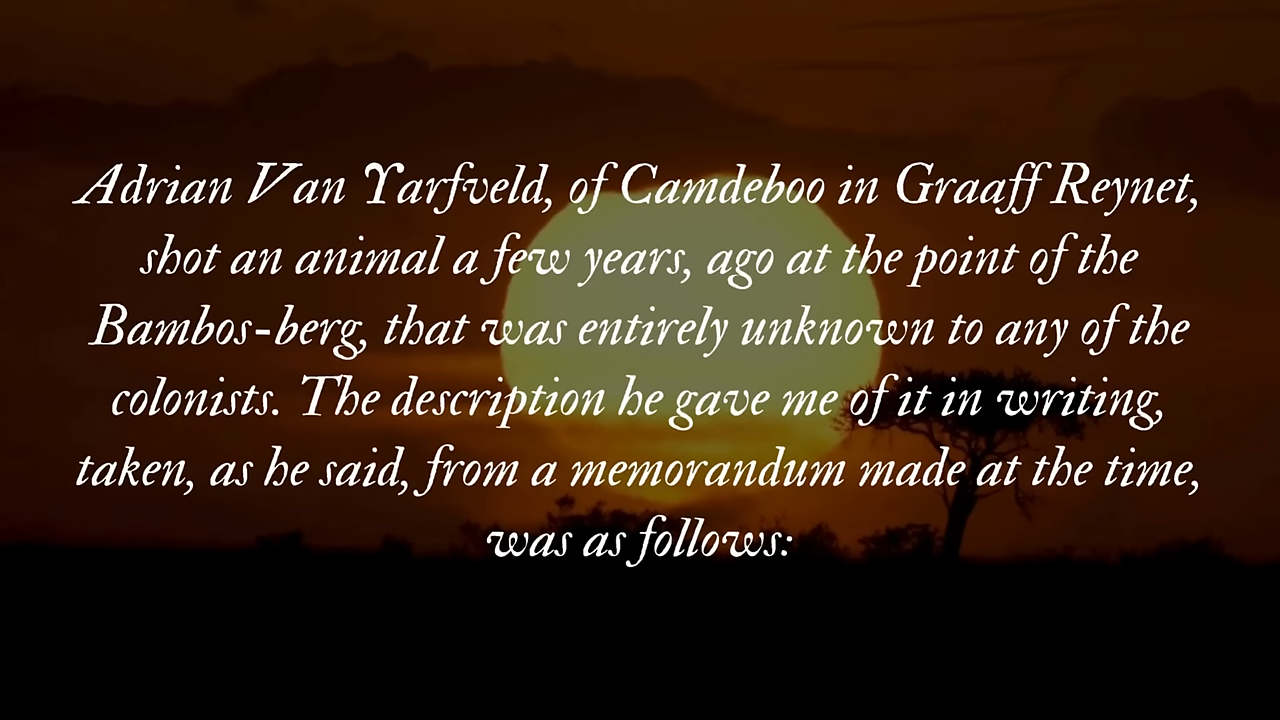 Adrian Van Yarfveld, of Camdeboo in Graaff Reynet,
shot an animal a few years, ago at the point of the
Bambos-berg, that was entirely unknown to any of the
colonists. The description he gave me of it in writing,
taken, as he said, from a memorandum made at the time,
was as follows: